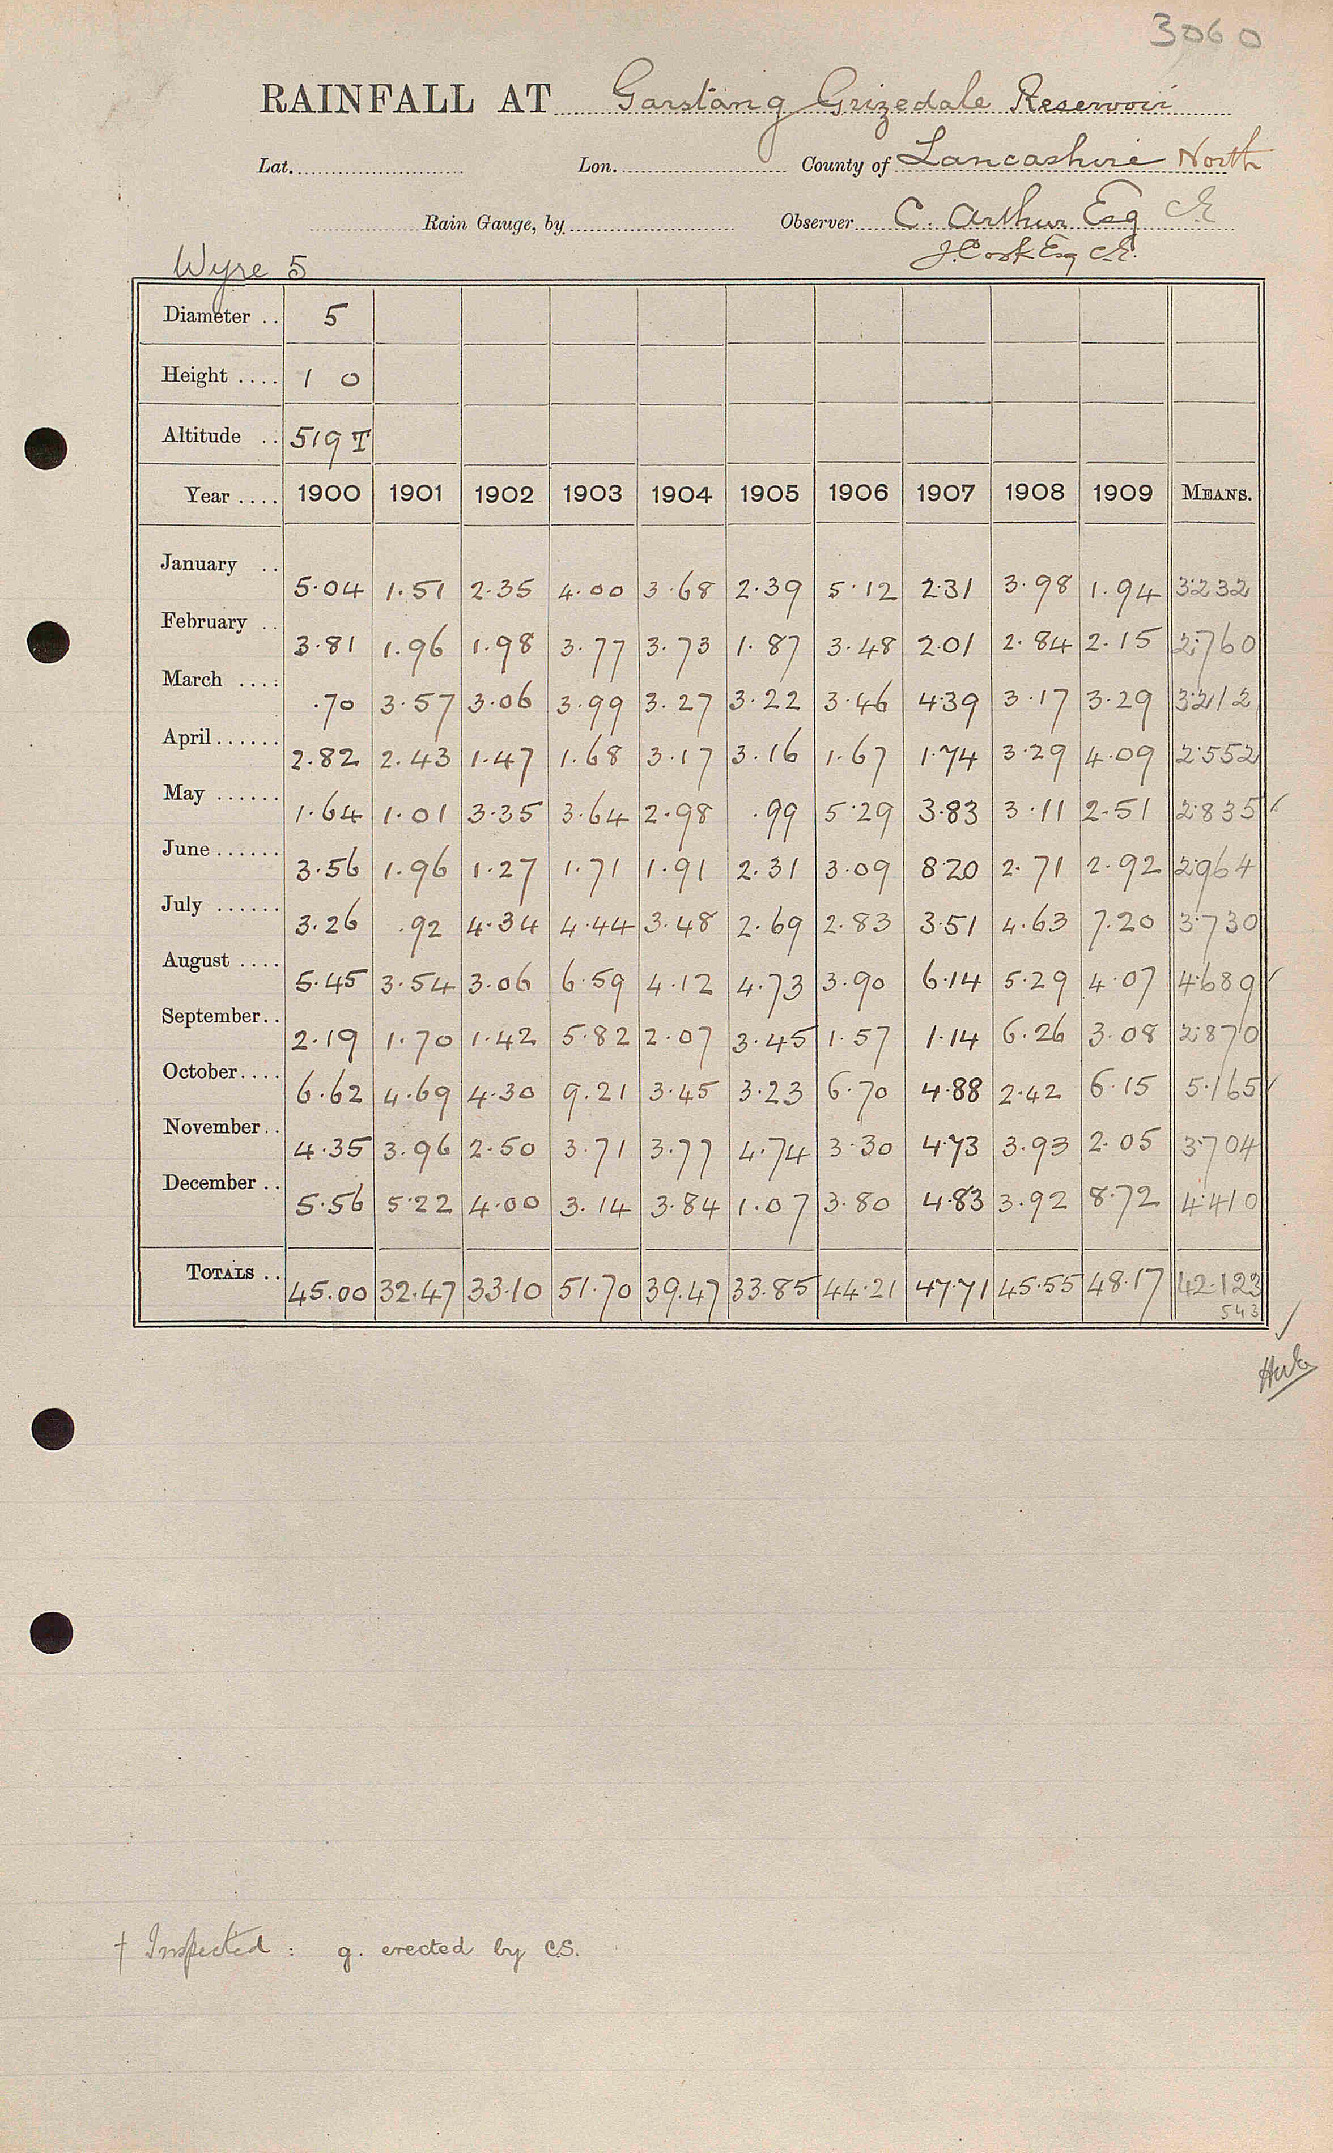 3060
RAINFALL AT Garstang Grizedale Reservoir
Lat. Lon. County of Lancashire North
Rain Gauge, by Observer C. Arthur Esq CE
J. Cook Esq CE.
Wyre 5
Diameter .. 5
Height .... 1 0
Altitude .. 519 T
Year .... 1900 1901 1902 1903 1904 1905 1906 1907 1908 1909 MEANS.
January .. 5.04 1.51 2.35 4.00 3.68 2.39 5.12 2.31 3.98 1.94 3.232
February .. 3.81 1.96 1.98 3.77 3.73 1.87 3.48 2.01 2.84 2.15 2.760
March .... .70 3.57 3.06 3.99 3.27 3.22 3.46 4.39 3.17 3.29 3.212
April ...... 2.82 2.43 1.47 1.68 3.17 3.16 1.67 1.74 3.29 4.09 2.552
May ...... 1.64 1.01 3.35 3.64 2.98 .99 5.29 3.83 3.11 2.51 2.835 ✓
June ...... 3.56 1.96 1.27 1.71 1.91 2.31 3.09 8.20 2.71 2.92 2.964
July ...... 3.26 .92 4.34 4.44 3.48 2.69 2.83 3.51 4.63 7.20 3.730
August .... 5.45 3.54 3.06 6.59 4.12 4.73 3.90 6.14 5.29 4.07 4.689 ✓
September .. 2.19 1.70 1.42 5.82 2.07 3.45 1.57 1.14 6.26 3.08 2.870
October .... 6.62 4.69 4.30 9.21 3.45 3.23 6.70 4.88 2.42 6.15 5.165 ✓
November .. 4.35 3.96 2.50 3.71 3.77 4.74 3.30 4.73 3.93 2.05 3.704
December .. 5.56 5.22 4.00 3.14 3.84 1.07 3.80 4.83 3.92 8.72 4.410
TOTALS .. 45.00 32.47 33.10 51.70 39.47 33.85 44.21 47.71 45.55 48.17 42.123
543 ✓
† Inspected : g. erected by C.S.